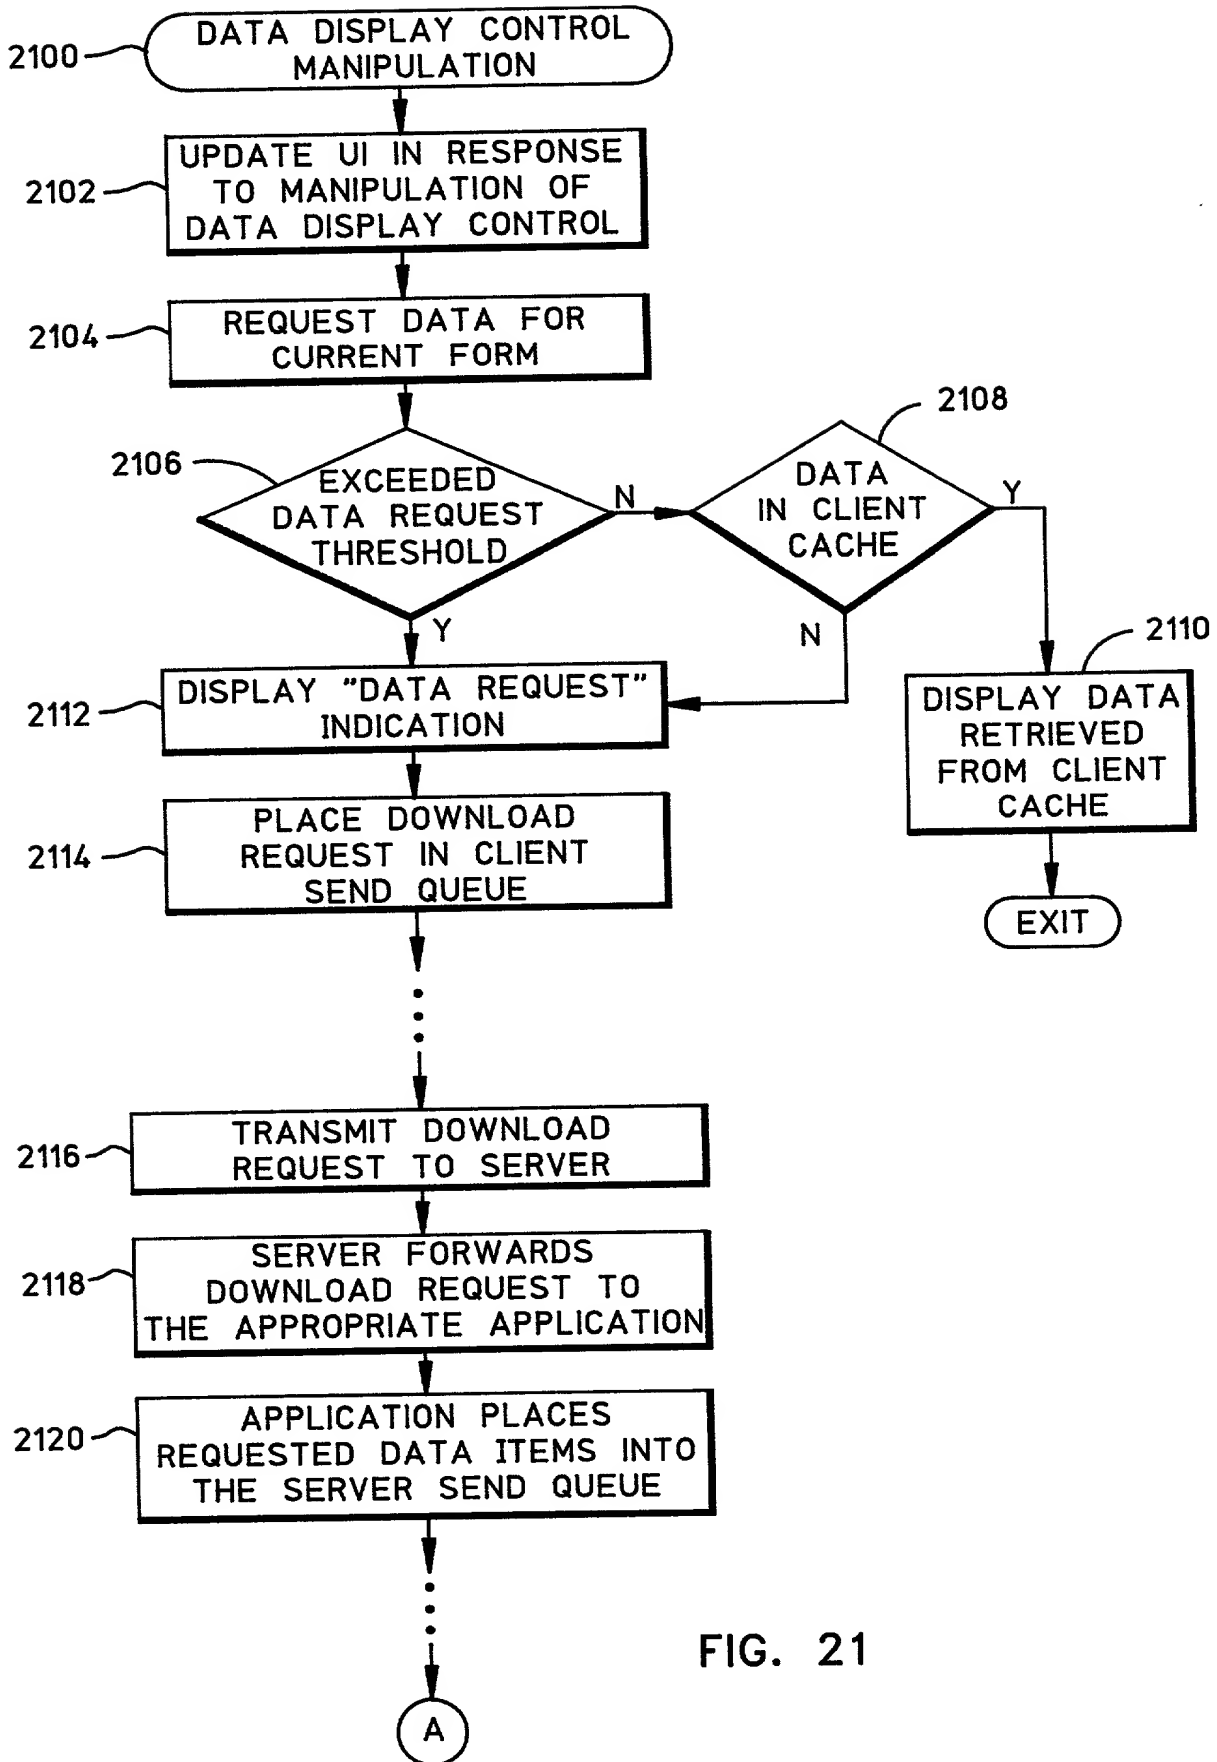 2100
DATA DISPLAY CONTROL
MANIPULATION
2102
UPDATE UI IN RESPONSE
TO MANIPULATION OF
DATA DISPLAY CONTROL
2104
REQUEST DATA FOR
CURRENT FORM
2106
EXCEEDED
DATA REQUEST
THRESHOLD
N
Y
2108
DATA
IN CLIENT
CACHE
Y
N
2110
DISPLAY DATA
RETRIEVED
FROM CLIENT
CACHE
EXIT
2112
DISPLAY "DATA REQUEST"
INDICATION
2114
PLACE DOWNLOAD
REQUEST IN CLIENT
SEND QUEUE
2116
TRANSMIT DOWNLOAD
REQUEST TO SERVER
2118
SERVER FORWARDS
DOWNLOAD REQUEST TO
THE APPROPRIATE APPLICATION
2120
APPLICATION PLACES
REQUESTED DATA ITEMS INTO
THE SERVER SEND QUEUE
A
FIG. 21